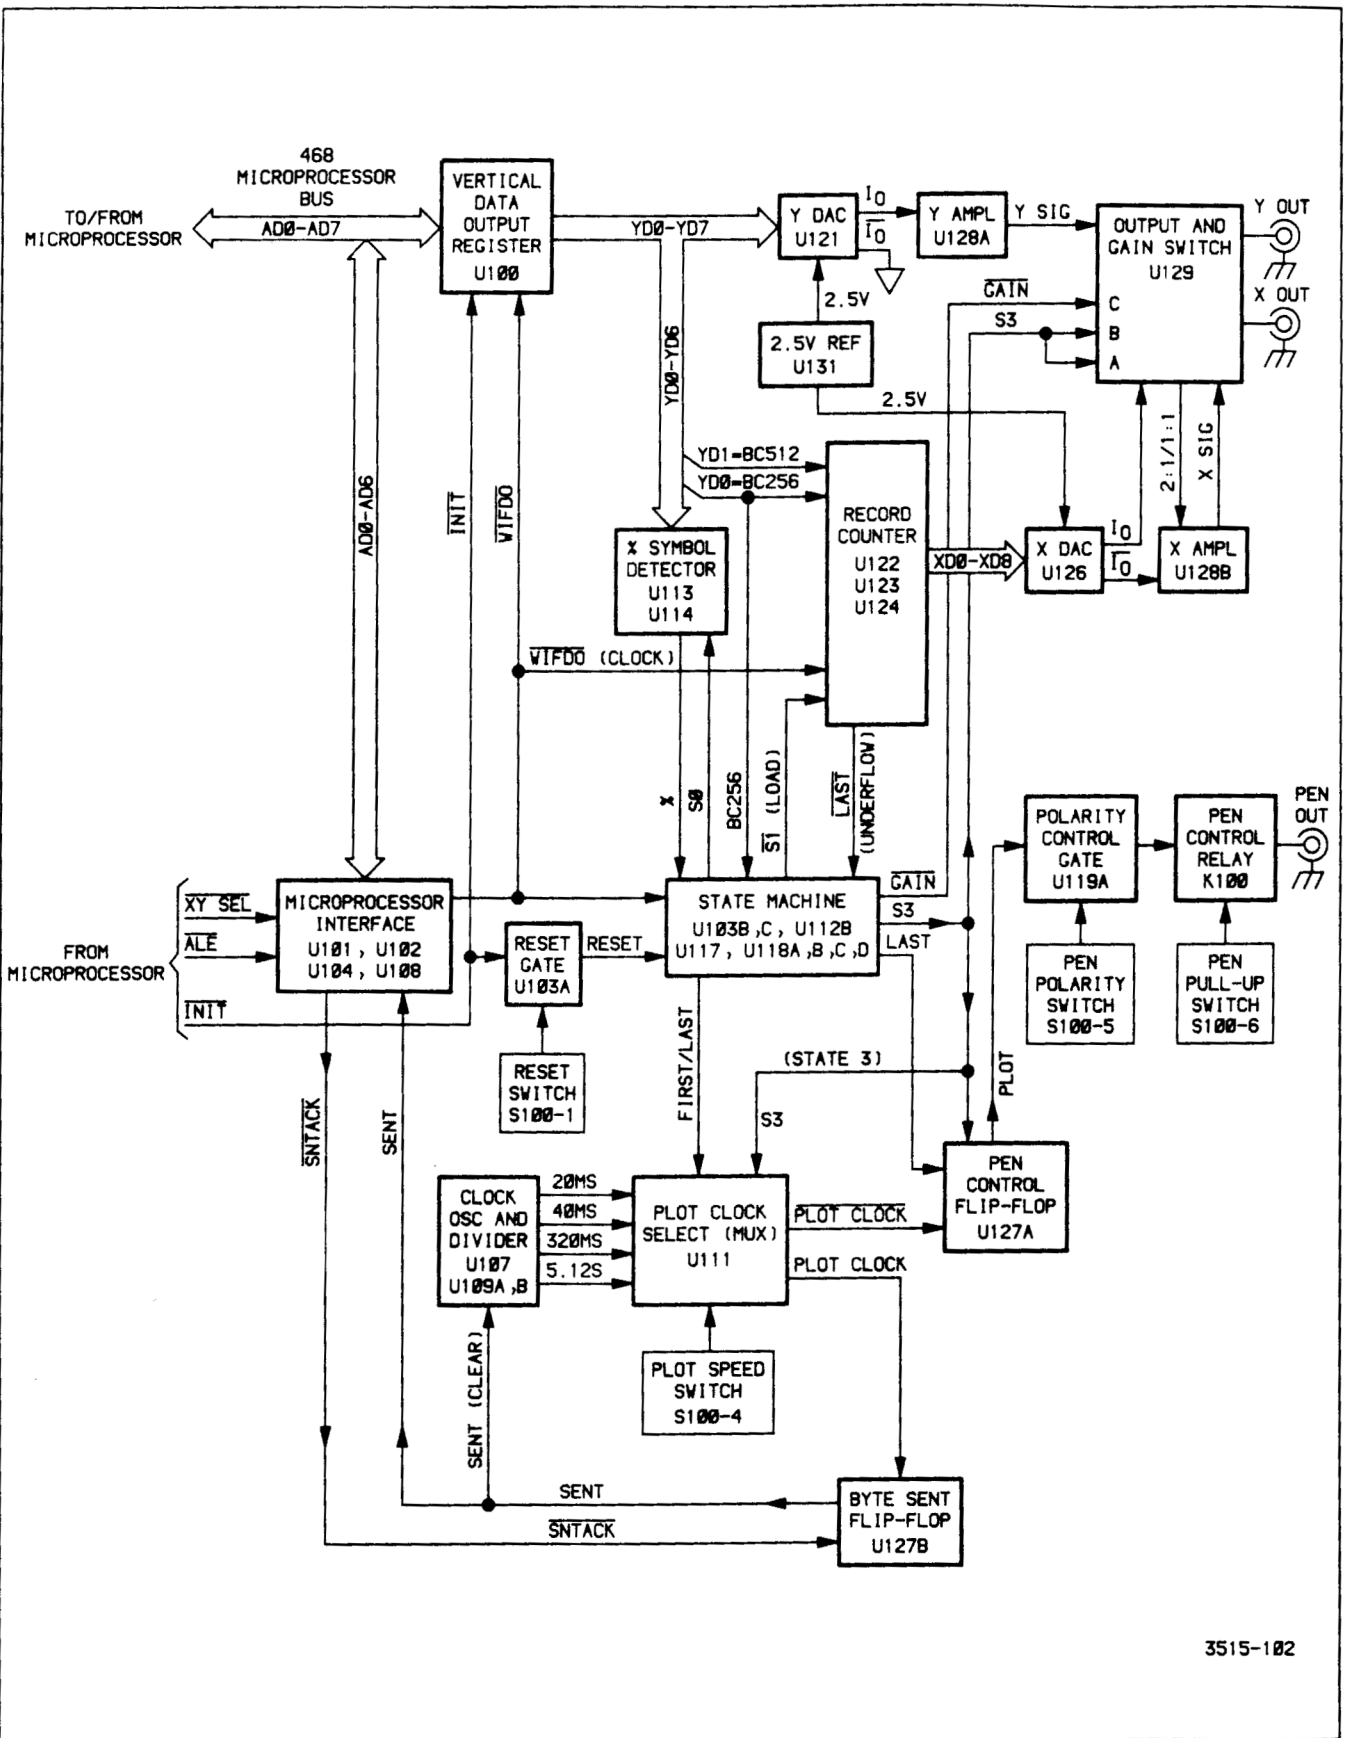 468
MICROPROCESSOR
BUS
TO/FROM
MICROPROCESSOR
AD0-AD7
VERTICAL
DATA
OUTPUT
REGISTER
U100
YD0-YD7
Y DAC
U121
I0
I0
Y AMPL
U128A
Y SIG
OUTPUT AND
GAIN SWITCH
U129
C
B
A
Y OUT
X OUT
GAIN
S3
2.5V
2.5V REF
U131
2.5V
YD0-YD6
YD1=BC512
YD0=BC256
RECORD
COUNTER
U122
U123
U124
XD0-XD8
X DAC
U126
I0
I0
2:1/1:1
X SIG
X AMPL
U128B
AD0-AD6
INIT
WIFDO
% SYMBOL
DETECTOR
U113
U114
WIFDO (CLOCK)
%
S0
BC256
S1 (LOAD)
LAST
(UNDERFLOW)
FROM
MICROPROCESSOR
XY SEL
ALE
INIT
MICROPROCESSOR
INTERFACE
U101, U102
U104, U108
RESET
GATE
U103A
RESET
STATE MACHINE
U103B,C, U112B
U117, U118A,B,C,D
GAIN
S3
LAST
POLARITY
CONTROL
GATE
U119A
PEN
CONTROL
RELAY
K100
PEN
OUT
PEN
POLARITY
SWITCH
S100-5
PEN
PULL-UP
SWITCH
S100-6
RESET
SWITCH
S100-1
SNTACK
SENT
FIRST/LAST
(STATE 3)
S3
PLOT
CLOCK
OSC AND
DIVIDER
U107
U109A,B
20MS
40MS
320MS
5.12S
PLOT CLOCK
SELECT (MUX)
U111
PLOT CLOCK
PLOT CLOCK
PEN
CONTROL
FLIP-FLOP
U127A
SENT (CLEAR)
PLOT SPEED
SWITCH
S100-4
SENT
SNTACK
BYTE SENT
FLIP-FLOP
U127B
3515-102